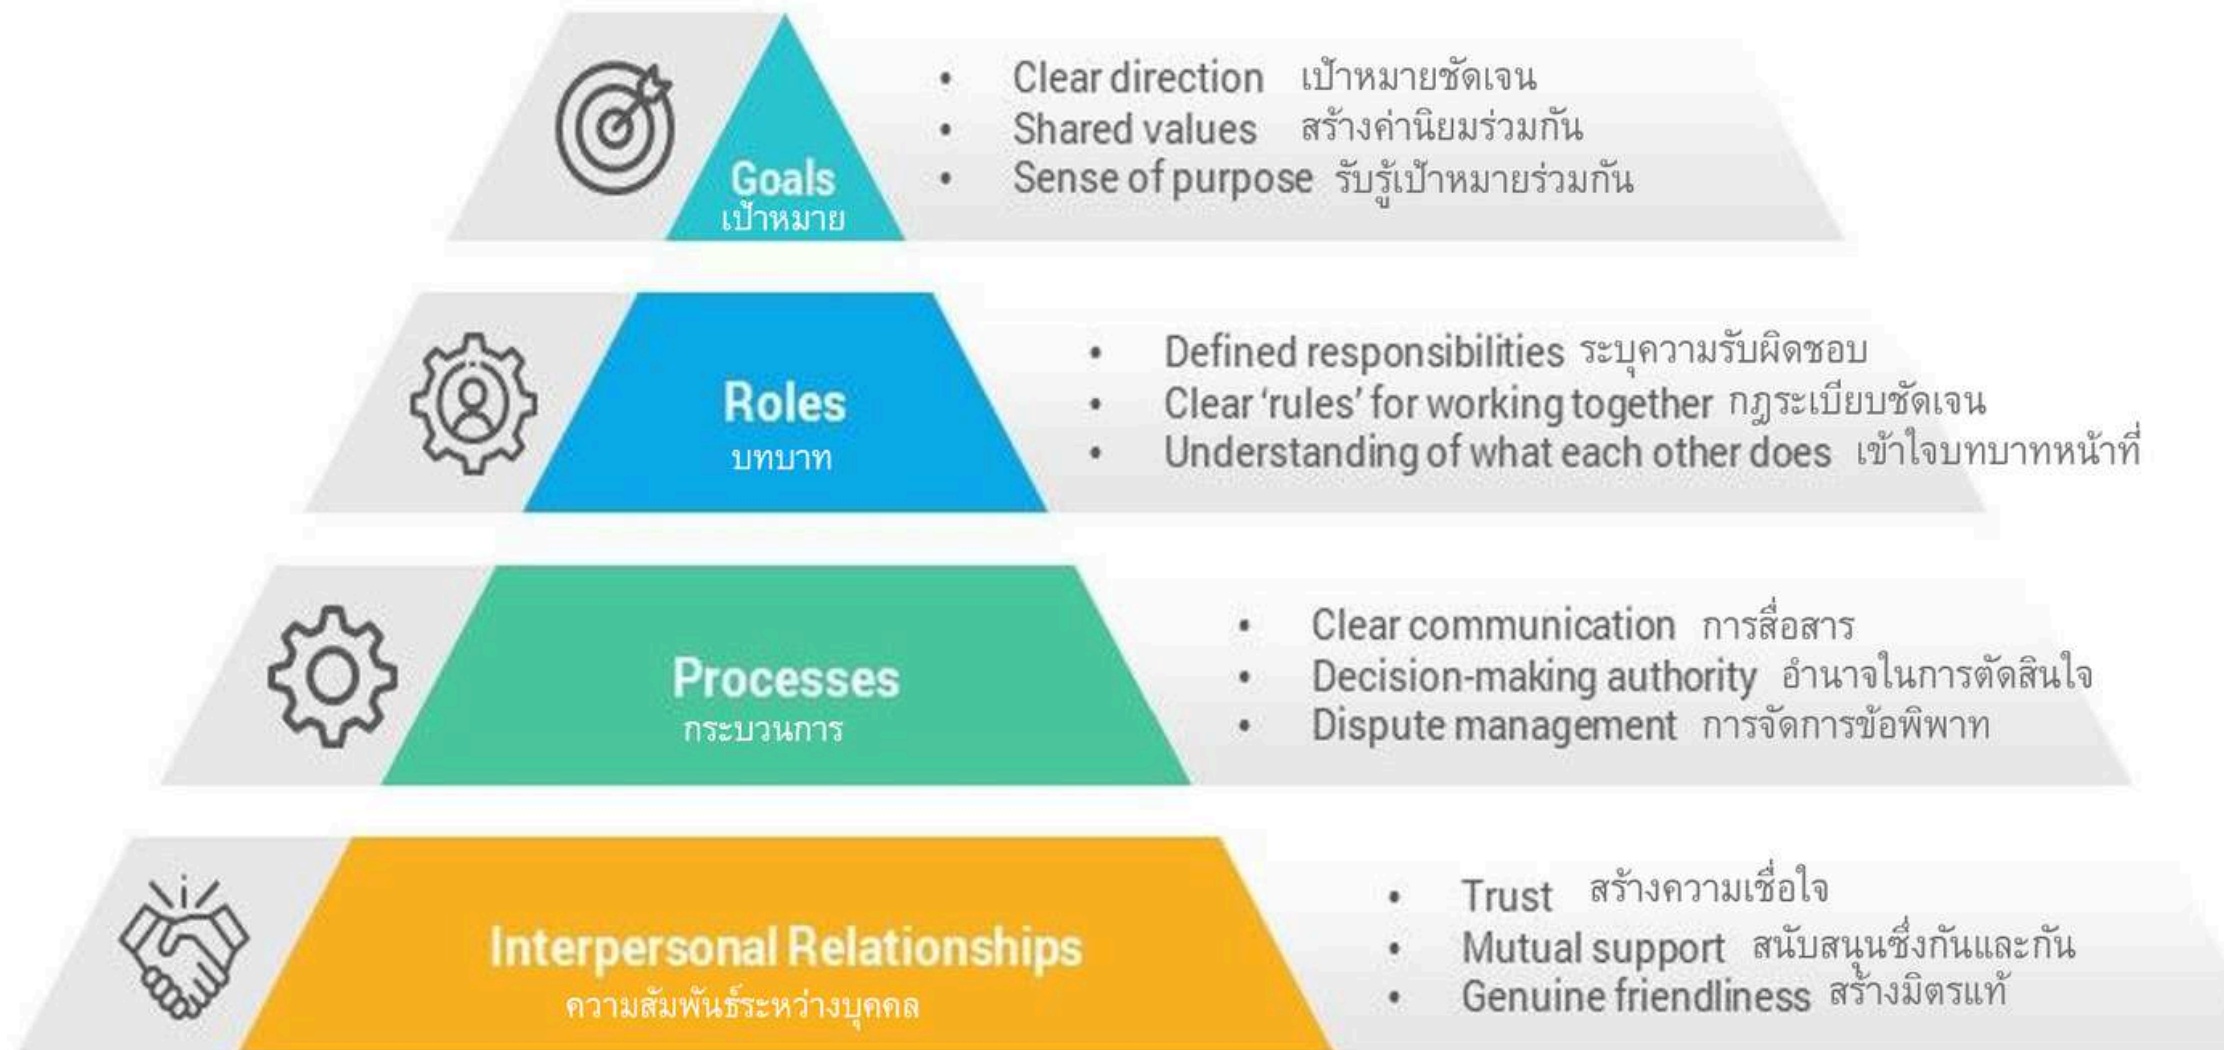 Goals
เป้าหมาย
• Clear direction เป้าหมายชัดเจน
• Shared values สร้างค่านิยมร่วมกัน
• Sense of purpose รับรู้เป้าหมายร่วมกัน
Roles
บทบาท
• Defined responsibilities ระบุความรับผิดชอบ
• Clear ‘rules’ for working together กฎระเบียบชัดเจน
• Understanding of what each other does เข้าใจบทบาทหน้าที่
Processes
กระบวนการ
• Clear communication การสื่อสาร
• Decision-making authority อำนาจในการตัดสินใจ
• Dispute management การจัดการข้อพิพาท
Interpersonal Relationships
ความสัมพันธ์ระหว่างบุคคล
• Trust สร้างความเชื่อใจ
• Mutual support สนับสนุนซึ่งกันและกัน
• Genuine friendliness สร้างมิตรแท้